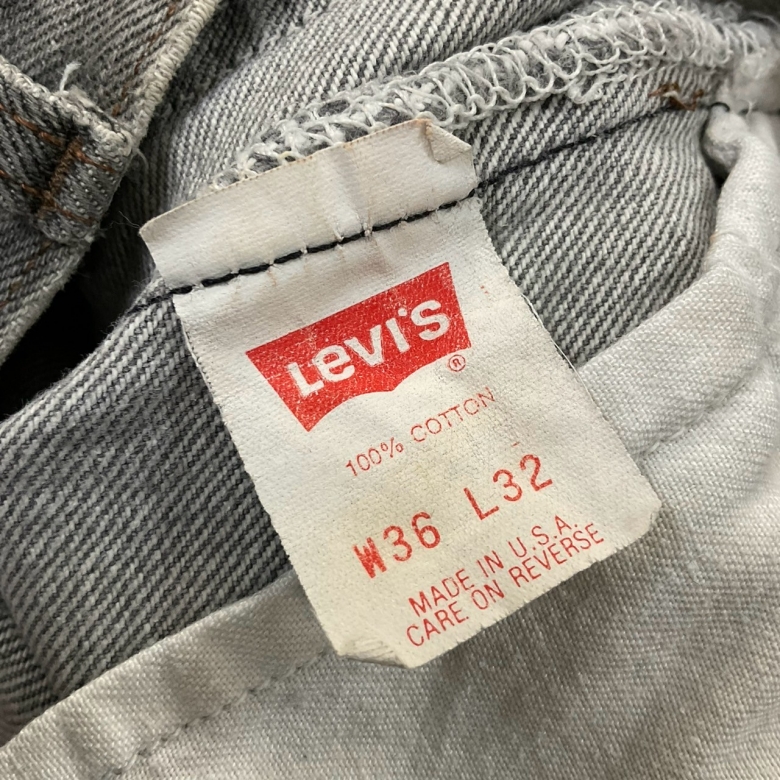 Levi's®
100% COTTON
W36 L32
MADE IN U.S.A.
CARE ON REVERSE